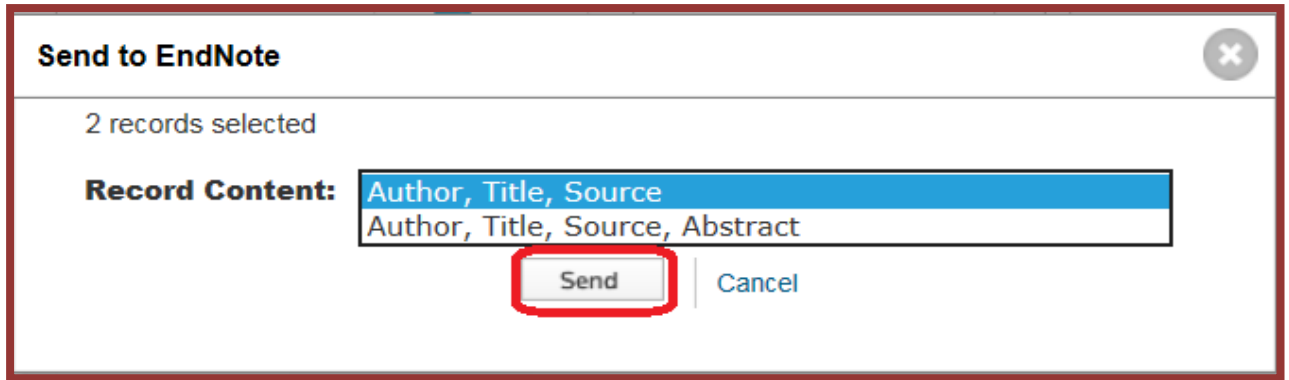 Send to EndNote
2 records selected
Record Content: Author, Title, Source
Author, Title, Source, Abstract
Send Cancel